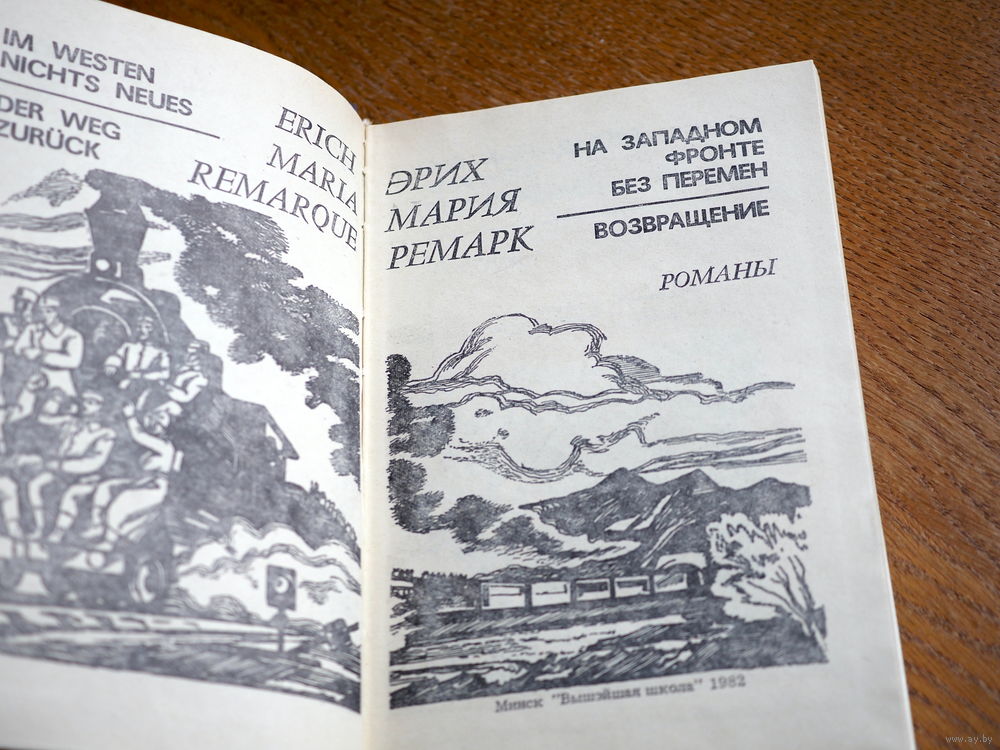 IM WESTEN
NICHTS NEUES
DER WEG
ZURÜCK
ERICH
MARIA
REMARQUE
ЭРИХ
МАРИЯ
РЕМАРК
НА ЗАПАДНОМ
ФРОНТЕ
БЕЗ ПЕРЕМЕН
ВОЗВРАЩЕНИЕ
РОМАНЫ
Минск "Вышэйшая школа" 1982
www.ay.by